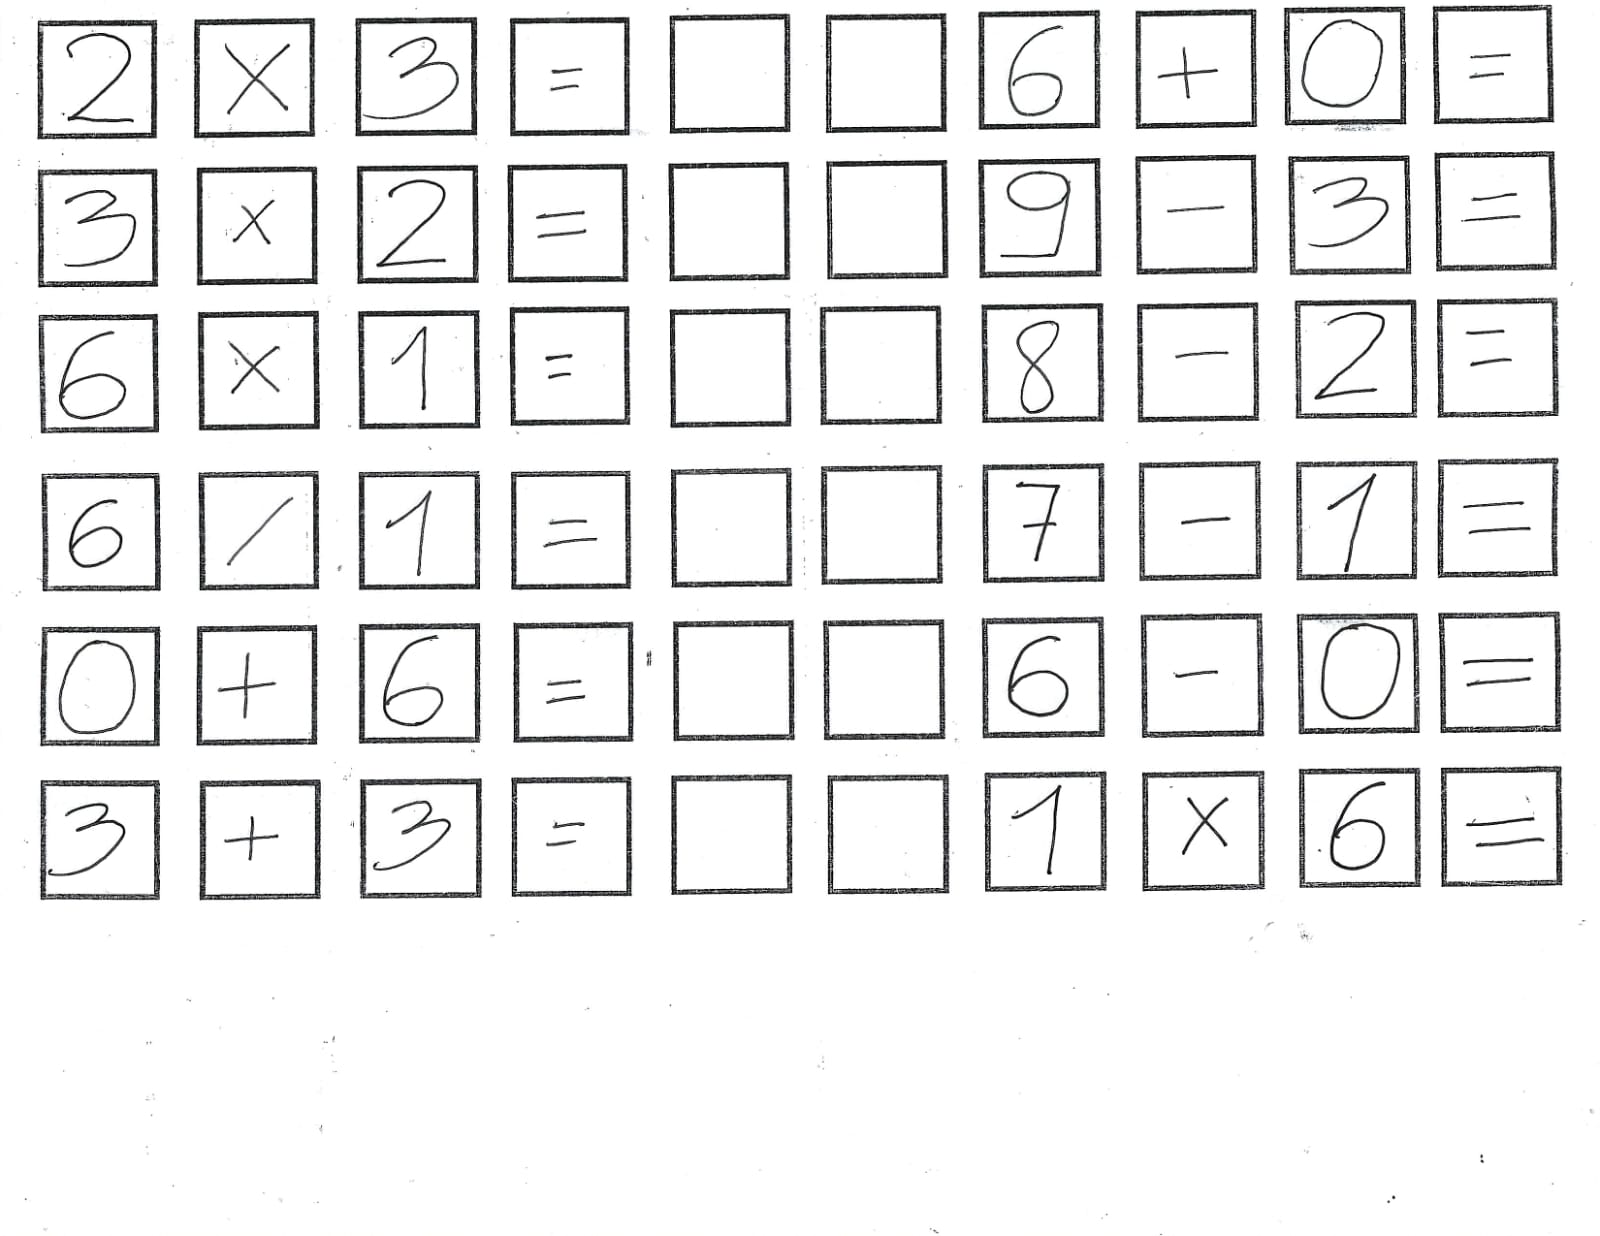 2 × 3 = 6 + 0 =
3 × 2 = 9 - 3 =
6 × 1 = 8 - 2 =
6 / 1 = 7 - 1 =
0 + 6 = 6 - 0 =
3 + 3 = 1 × 6 =